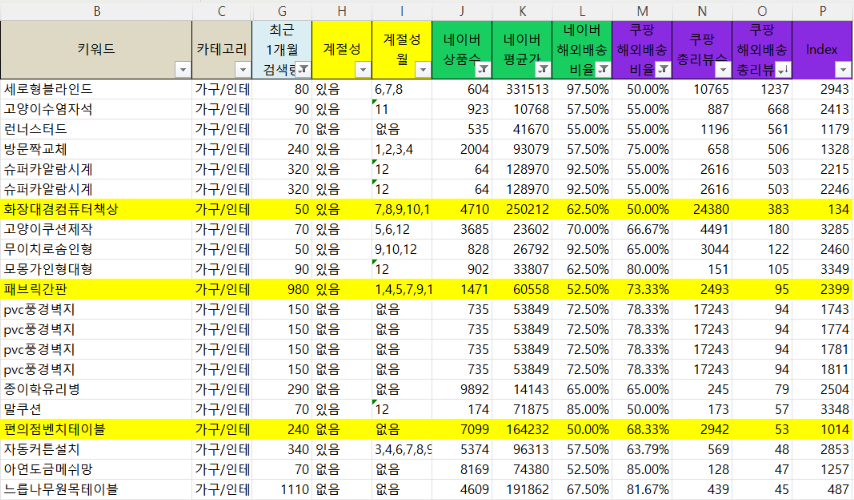 B C G H I J K L M N O P
키워드 카테고리 최근 1개월 검색량 계절성 계절성 월 네이버 상품수 네이버 평균가 네이버 해외배송 비율 쿠팡 해외배송 비율 쿠팡 총리뷰수 쿠팡 해외배송 총리뷰 Index
세로형블라인드 가구/인테 80 있음 6,7,8 604 331513 97.50% 50.00% 10765 1237 2943
고양이수염자석 가구/인테 90 있음 11 923 10768 57.50% 55.00% 887 668 2413
런너스터드 가구/인테 70 없음 없음 535 41670 55.00% 55.00% 1196 561 1179
방문짝교체 가구/인테 240 있음 1,2,3,4 2004 93079 57.50% 75.00% 658 506 1328
슈퍼카알람시계 가구/인테 320 있음 12 64 128970 92.50% 55.00% 2616 503 2215
슈퍼카알람시계 가구/인테 320 있음 12 64 128970 92.50% 55.00% 2616 503 2246
화장대겸컴퓨터책상 가구/인테 50 있음 7,8,9,10,1 4710 250212 62.50% 50.00% 24380 383 134
고양이쿠션제작 가구/인테 70 있음 5,6,12 3685 23602 70.00% 66.67% 4491 180 3285
무이치로솜인형 가구/인테 50 있음 9,10,12 828 26792 92.50% 65.00% 3044 122 2460
모몽가인형대형 가구/인테 90 있음 12 902 33807 62.50% 80.00% 151 105 3349
패브릭간판 가구/인테 980 있음 1,4,5,7,9,1 1471 60558 52.50% 73.33% 2493 95 2399
pvc풍경벽지 가구/인테 150 없음 없음 735 53849 72.50% 78.33% 17243 94 1743
pvc풍경벽지 가구/인테 150 없음 없음 735 53849 72.50% 78.33% 17243 94 1774
pvc풍경벽지 가구/인테 150 없음 없음 735 53849 72.50% 78.33% 17243 94 1781
pvc풍경벽지 가구/인테 150 없음 없음 735 53849 72.50% 78.33% 17243 94 1811
종이학유리병 가구/인테 290 없음 없음 9892 14143 65.00% 65.00% 245 79 2504
말쿠션 가구/인테 70 있음 12 174 71875 85.00% 50.00% 173 57 3348
편의점벤치테이블 가구/인테 240 없음 없음 7099 164232 50.00% 68.33% 2942 53 1014
자동커튼설치 가구/인테 340 있음 3,4,6,7,8,9 5374 96313 57.50% 63.79% 569 48 2853
아연도금메쉬망 가구/인테 70 없음 없음 8169 74380 52.50% 85.00% 128 47 1257
느릅나무원목테이블 가구/인테 1110 없음 없음 4609 191862 67.50% 81.67% 439 45 487